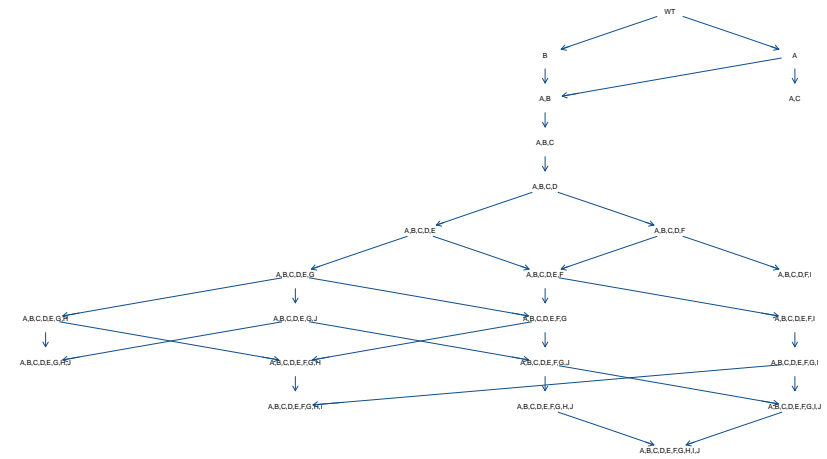 WT
B A
A,B A,C
A,B,C
A,B,C,D
A,B,C,D,E A,B,C,D,F
A,B,C,D,E,G A,B,C,D,E,F A,B,C,D,F,I
A,B,C,D,E,G,H A,B,C,D,E,G,J A,B,C,D,E,F,G A,B,C,D,E,F,I
A,B,C,D,E,G,H,J A,B,C,D,E,F,G,H A,B,C,D,E,F,G,J A,B,C,D,E,F,G,I
A,B,C,D,E,F,G,H,I A,B,C,D,E,F,G,H,J A,B,C,D,E,F,G,I,J
A,B,C,D,E,F,G,H,I,J